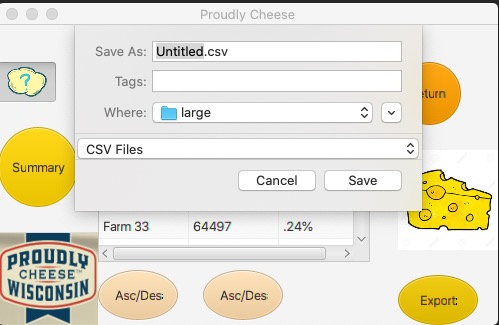 Proudly Cheese
Save As: Untitled.csv
Tags:
Where: large
CSV Files
Cancel Save
?
eturn
Summary
Farm 33 64497 .24%
PROUDLY
CHEESE™
WISCONSIN
Asc/Des Asc/Des
Export: